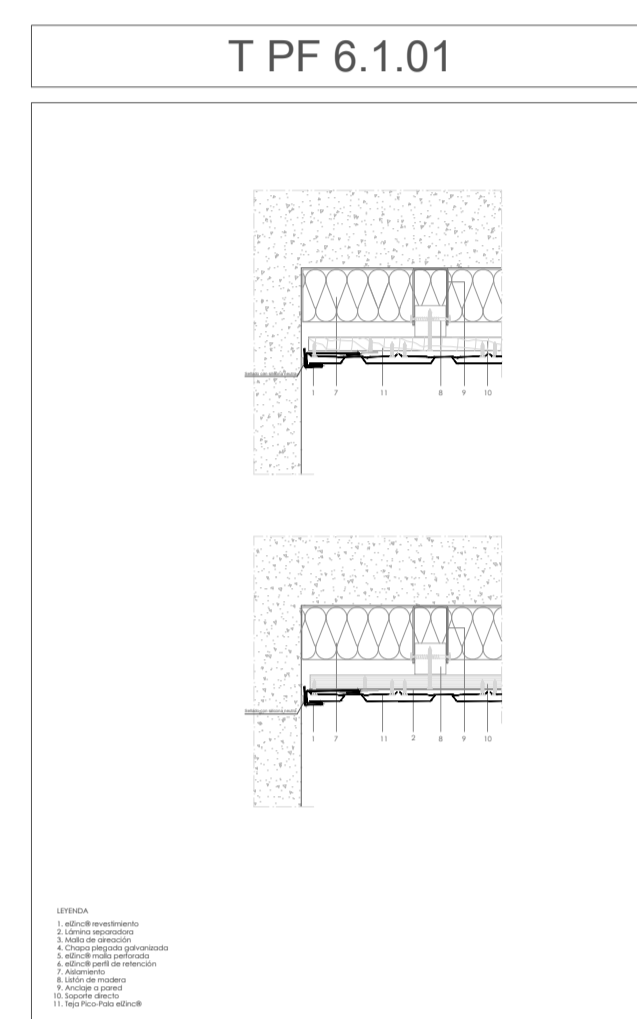 T PF 6.1.01
1 7 11 8 9 10
1 7 11 2 8 9 10
LEYENDA
1. elZinc® revestimiento
2. Lámina separadora
3. Malla de aireación
4. Chapa plegada galvanizada
5. elZinc® malla perforada
6. elZinc® perfil de retención
7. Aislamiento
8. Listón de madera
9. Anclaje a pared
10. Soporte directo
11. Teja Pico-Pala elZinc®